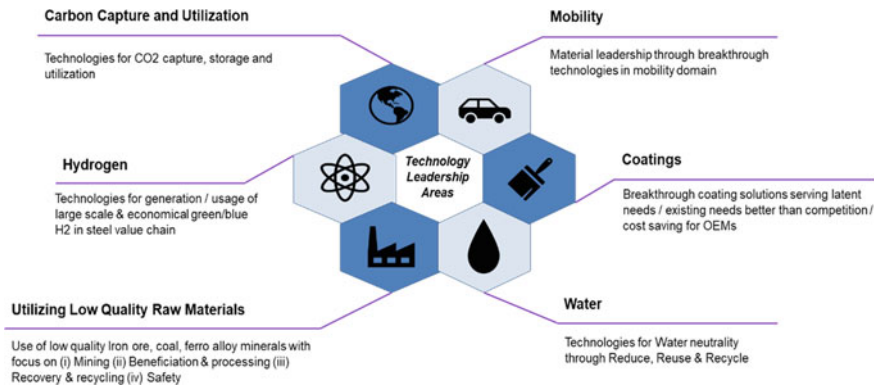 Carbon Capture and Utilization
Technologies for CO2 capture, storage and
utilization
Mobility
Material leadership through breakthrough
technologies in mobility domain
Hydrogen
Technologies for generation / usage of
large scale & economical green/blue
H2 in steel value chain
Technology
Leadership
Areas
Coatings
Breakthrough coating solutions serving latent
needs / existing needs better than competition /
cost saving for OEMs
Utilizing Low Quality Raw Materials
Use of low quality Iron ore, coal, ferro alloy minerals with
focus on (i) Mining (ii) Beneficiation & processing (iii)
Recovery & recycling (iv) Safety
Water
Technologies for Water neutrality
through Reduce, Reuse & Recycle